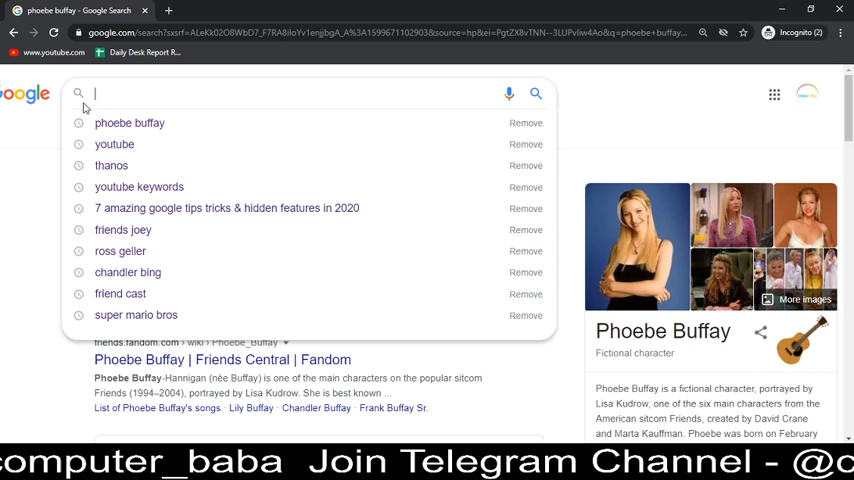 phoebe buffay - Google Search
google.com/search?sxsrf=ALeKk02O8WbD7_F7RA8iloYv1enjjbgA_A%3A1599671102903&source=hp&ei=PgtZX8vTNN--3LUPvliw4Ao&q=phoebe+buffay...
Incognito (2)
www.youtube.com
Daily Desk Report R...
oogle
phoebe buffay Remove
youtube Remove
thanos Remove
youtube keywords Remove
7 amazing google tips tricks & hidden features in 2020 Remove
friends joey Remove
ross geller Remove
chandler bing Remove
friend cast Remove
super mario bros Remove
friends.fandom.com › wiki › Phoebe_Buffay
Phoebe Buffay | Friends Central | Fandom
Phoebe Buffay-Hannigan (née Buffay) is one of the main characters on the popular sitcom
Friends (1994–2004), portrayed by Lisa Kudrow. She is best known ...
List of Phoebe Buffay's songs · Lily Buffay · Chandler Buffay · Frank Buffay Sr.
More images
Phoebe Buffay
Fictional character
Phoebe Buffay is a fictional character, portrayed by
Lisa Kudrow, one of the six main characters from the
American sitcom Friends, created by David Crane
and Marta Kauffman. Phoebe was born on February
computer_baba Join Telegram Channel - @c